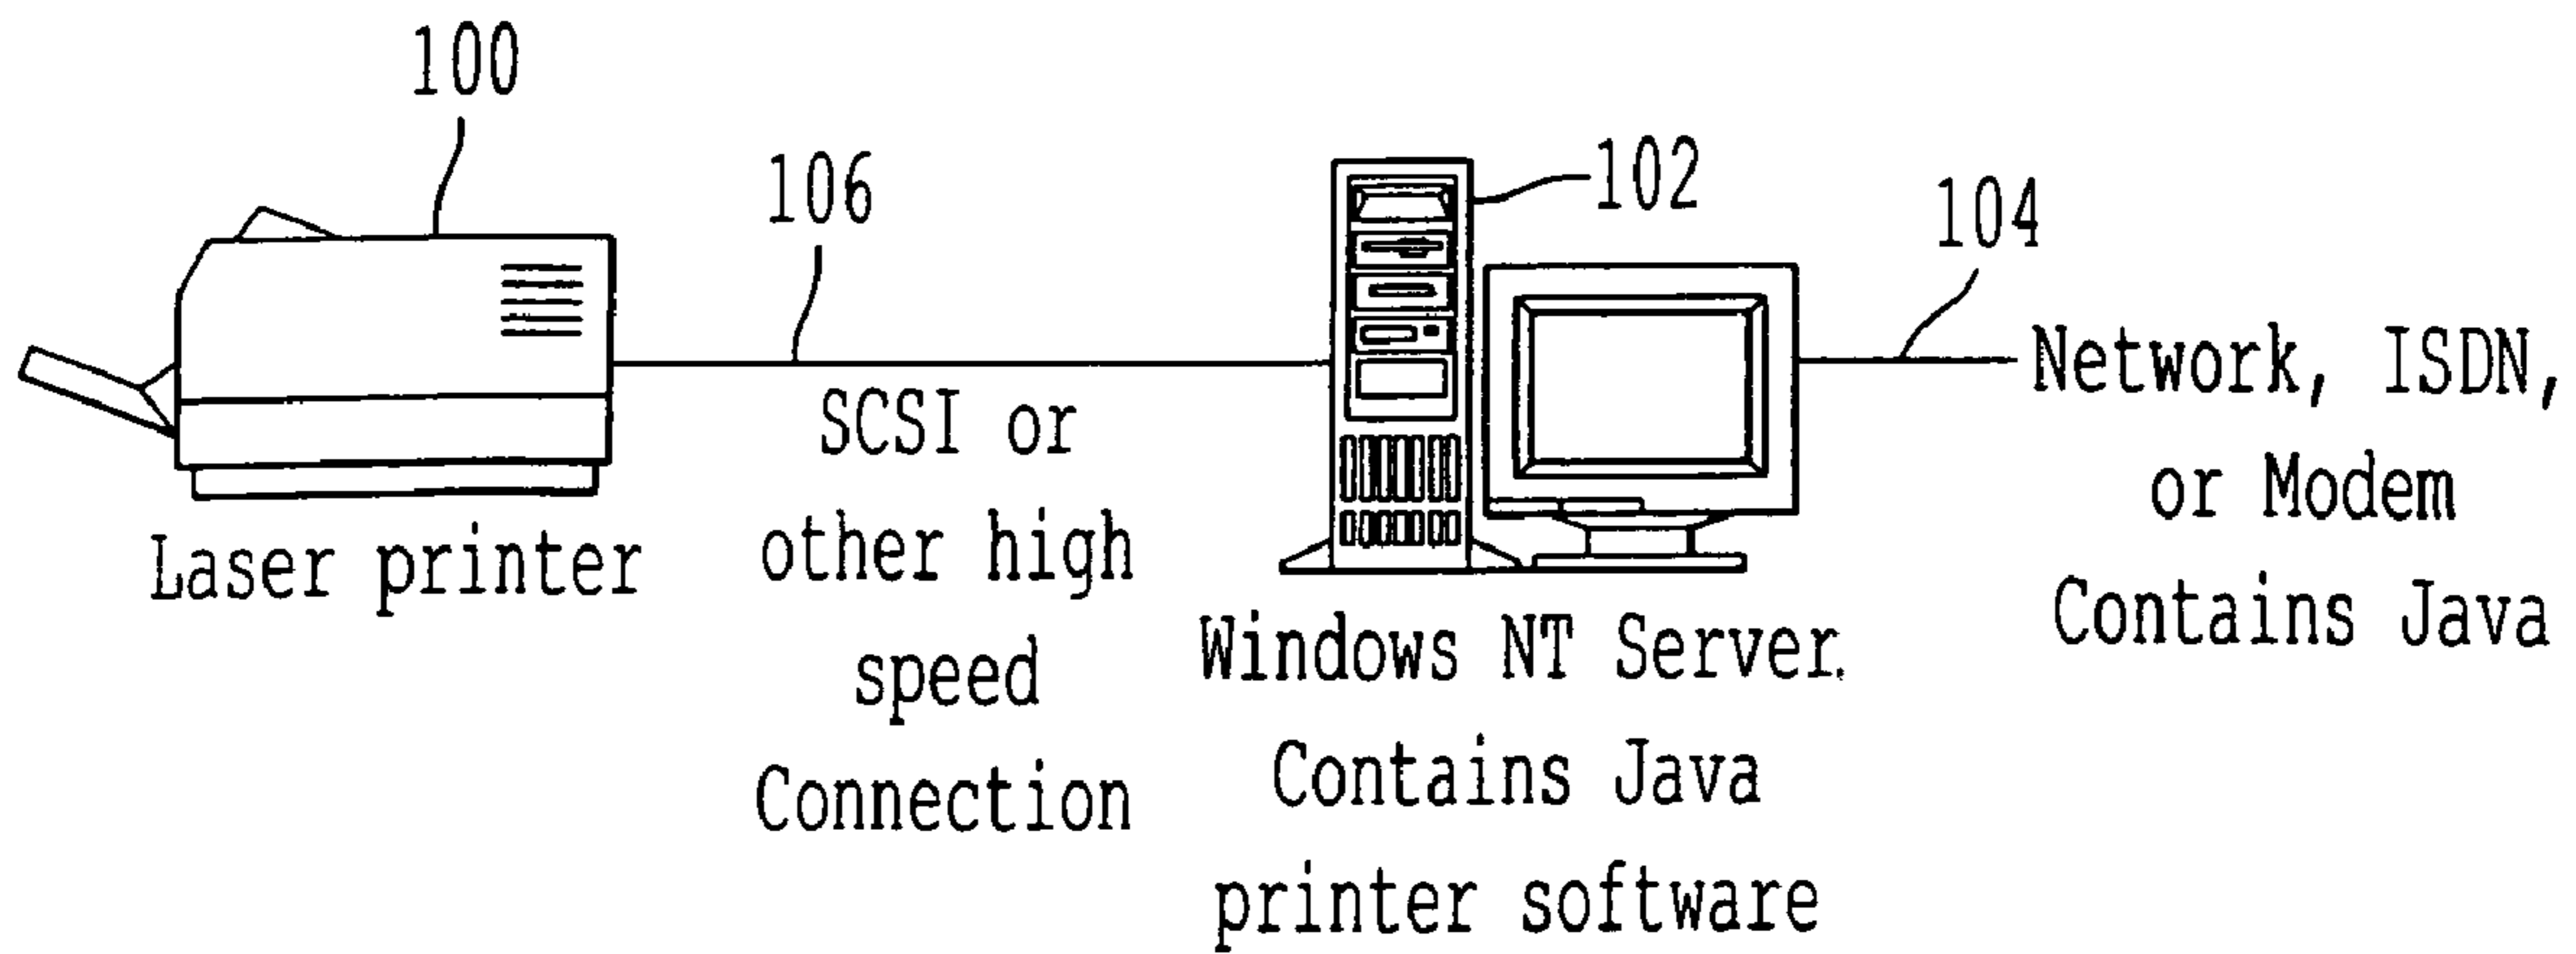 100
106
102
104
Laser printer
SCSI or
other high
speed
Connection
Windows NT Server.
Contains Java
printer software
Network, ISDN,
or Modem
Contains Java